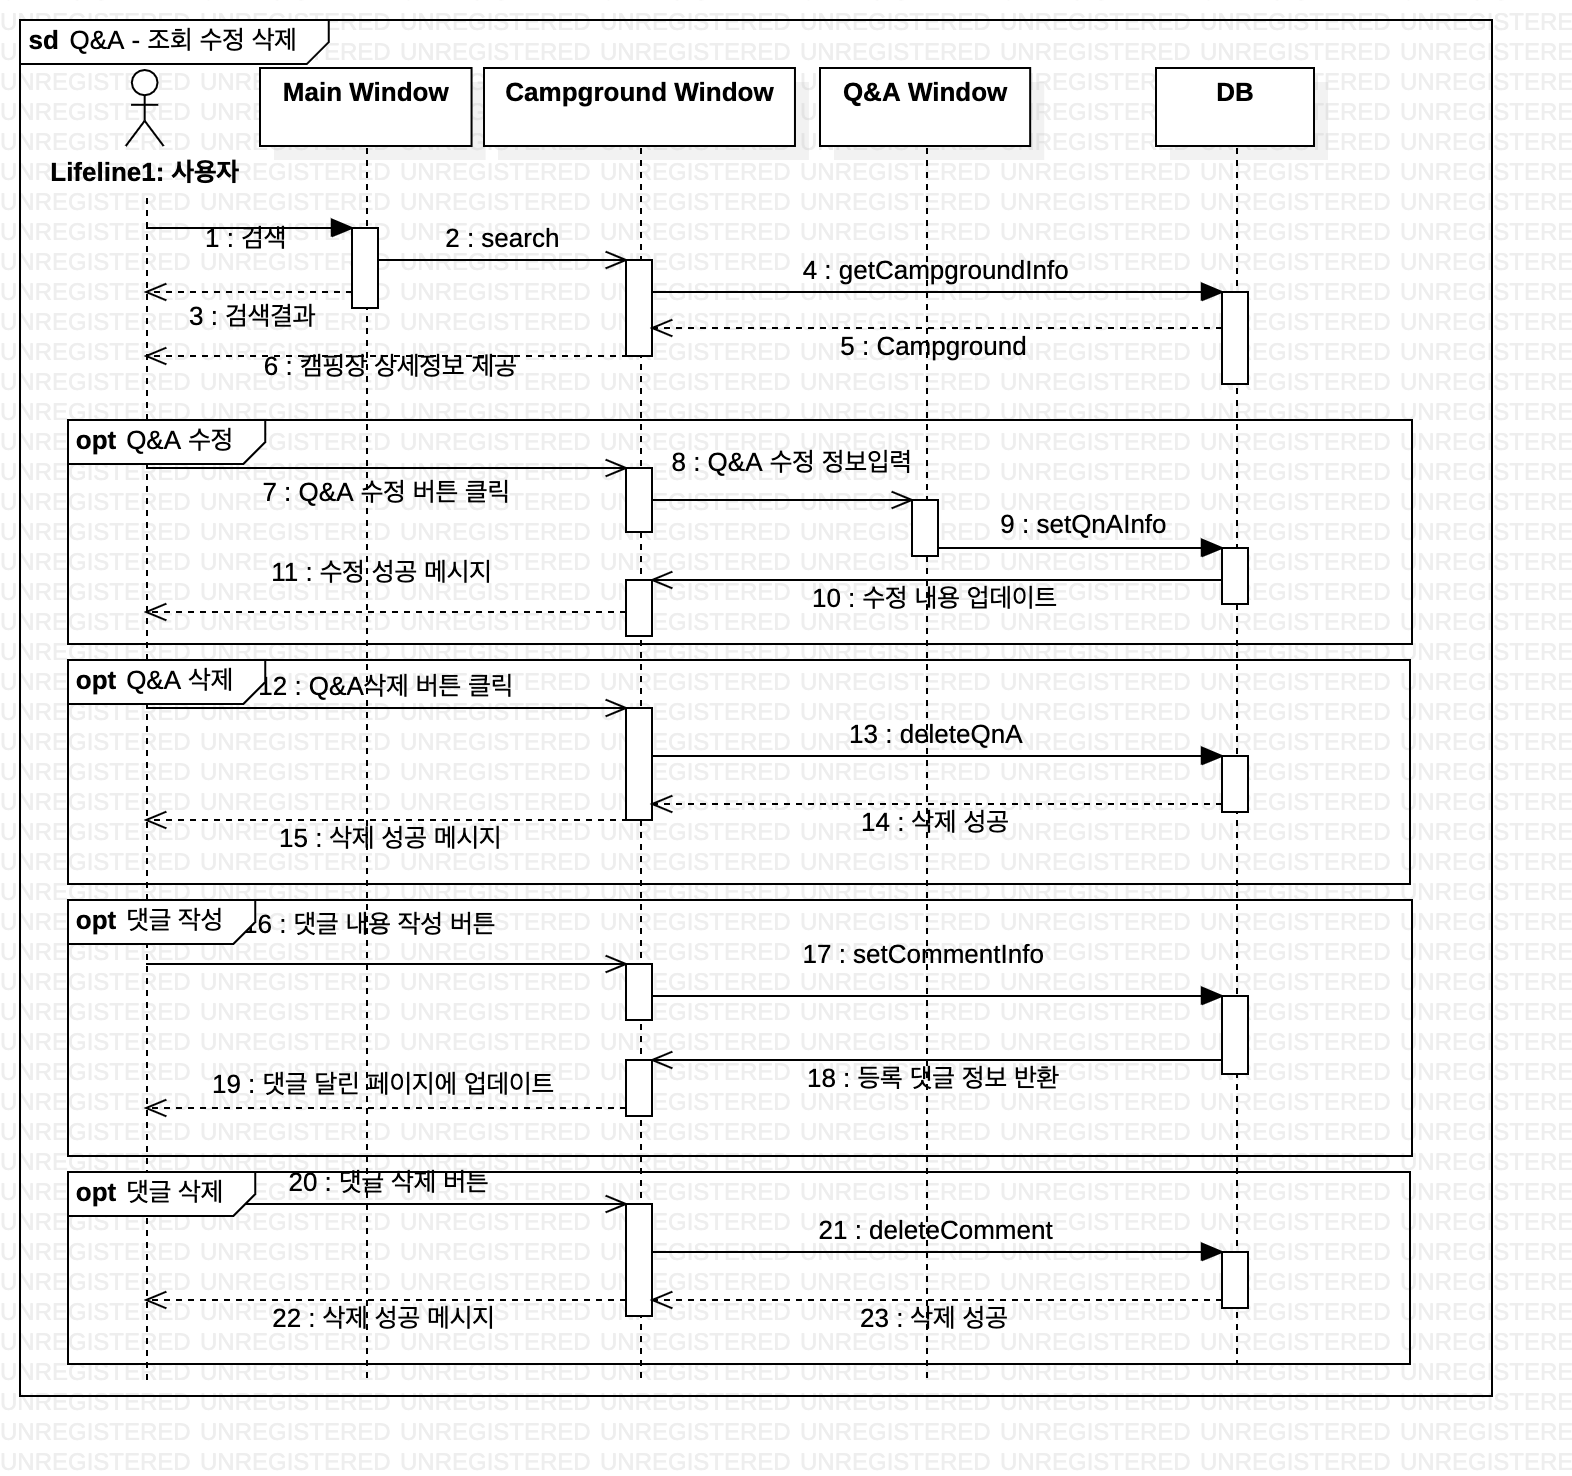 sd Q&A - 조회 수정 삭제
Main Window
Campground Window
Q&A Window
DB
Lifeline1: 사용자
1 : 검색
2 : search
4 : getCampgroundInfo
3 : 검색결과
5 : Campground
6 : 캠핑장 상세정보 제공
opt Q&A 수정
8 : Q&A 수정 정보입력
7 : Q&A 수정 버튼 클릭
9 : setQnAInfo
11 : 수정 성공 메시지
10 : 수정 내용 업데이트
opt Q&A 삭제
12 : Q&A삭제 버튼 클릭
13 : deleteQnA
14 : 삭제 성공
15 : 삭제 성공 메시지
opt 댓글 작성
16 : 댓글 내용 작성 버튼
17 : setCommentInfo
18 : 등록 댓글 정보 반환
19 : 댓글 달린 페이지에 업데이트
opt 댓글 삭제
20 : 댓글 삭제 버튼
21 : deleteComment
22 : 삭제 성공 메시지
23 : 삭제 성공
UNREGISTERED